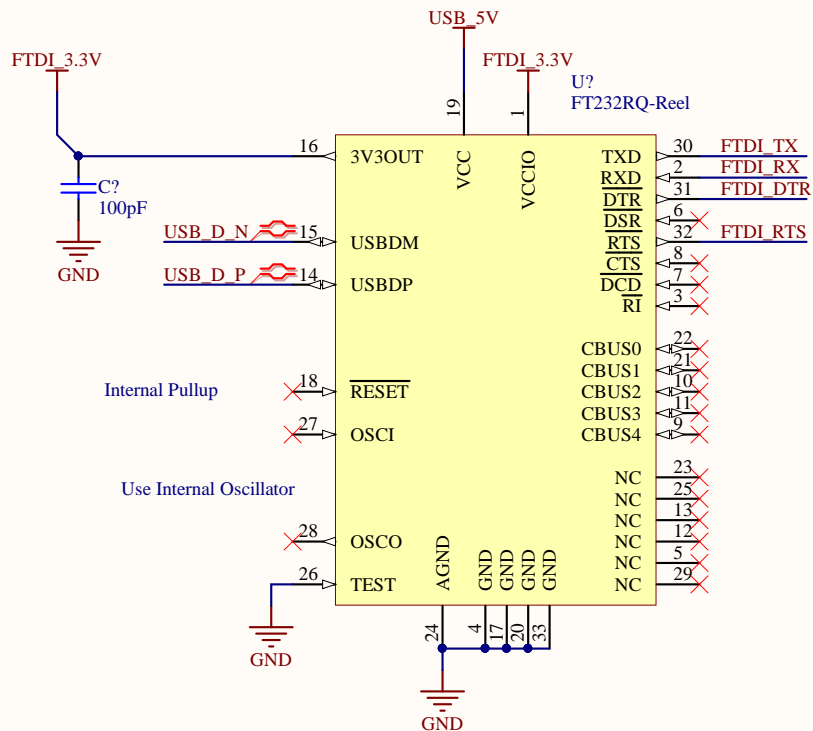 USB_5V
FTDI_3.3V
FTDI_3.3V
U?
FT232RQ-Reel
19
1
16
3V3OUT
VCC
VCCIO
TXD
30
FTDI_TX
RXD
2
FTDI_RX
DTR
31
FTDI_DTR
DSR
6
RTS
32
FTDI_RTS
CTS
8
DCD
7
RI
3
C?
100pF
GND
USB_D_N
15
USBDM
USB_D_P
14
USBDP
CBUS0
22
CBUS1
21
CBUS2
10
CBUS3
11
CBUS4
9
Internal Pullup
18
RESET
27
OSCI
Use Internal Oscillator
28
OSCO
26
TEST
NC
23
NC
25
NC
13
NC
12
NC
5
NC
29
AGND
GND
GND
GND
GND
24
4
17
20
33
GND
GND